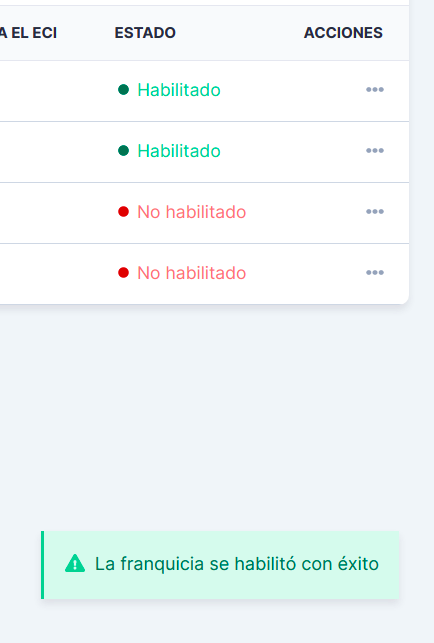 A EL ECI ESTADO ACCIONES
Habilitado
Habilitado
No habilitado
No habilitado
La franquicia se habilitó con éxito